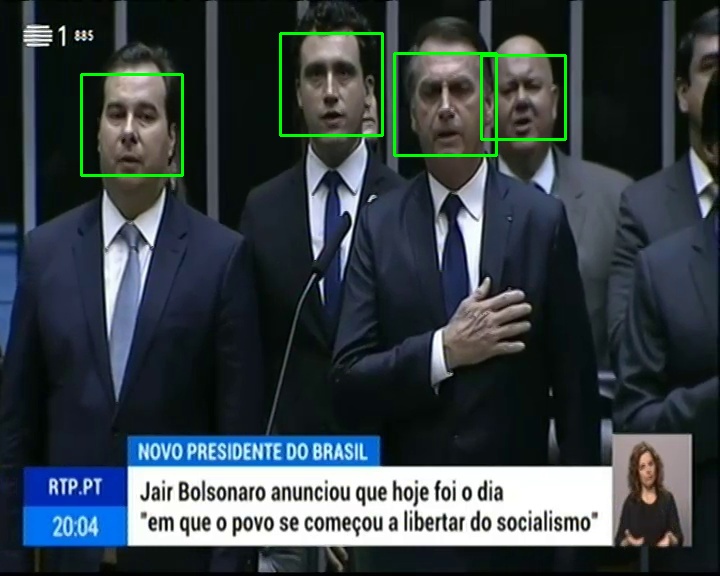 1 885
NOVO PRESIDENTE DO BRASIL
RTP.PT
Jair Bolsonaro anunciou que hoje foi o dia
20:04
"em que o povo se começou a libertar do socialismo"